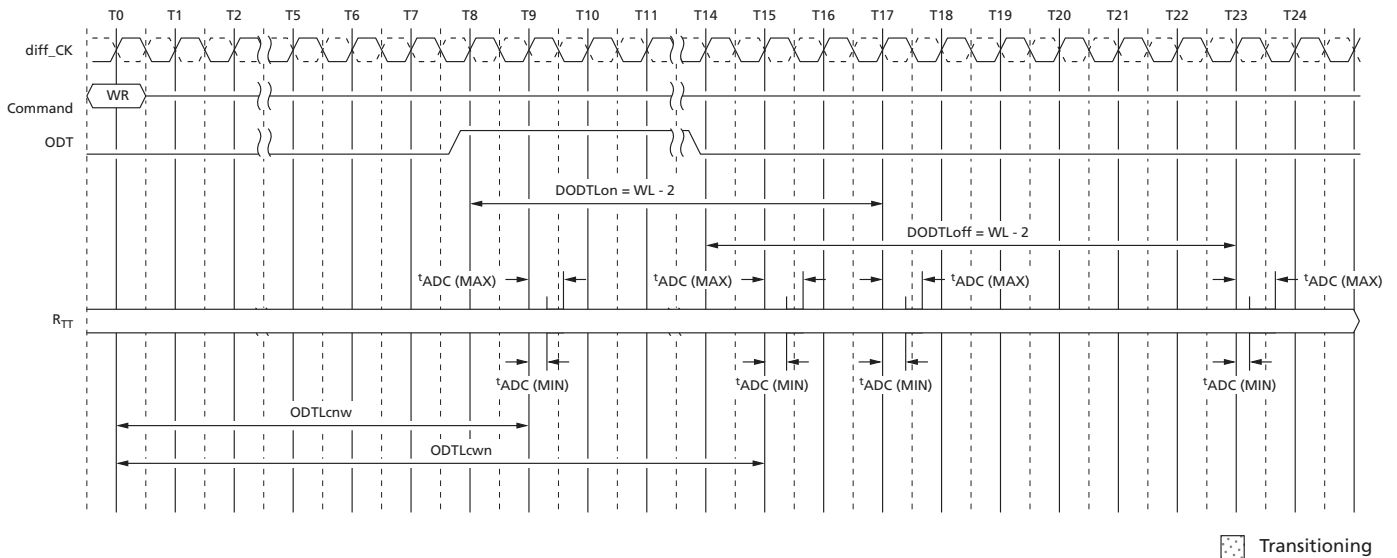 T0 T1 T2 T5 T6 T7 T8 T9 T10 T11 T14 T15 T16 T17 T18 T19 T20 T21 T22 T23 T24
diff_CK
Command
WR
ODT
DODTLon = WL - 2
DODTLoff = WL - 2
tADC (MAX) tADC (MAX) tADC (MAX) tADC (MAX)
RTT
tADC (MIN) tADC (MIN) tADC (MIN) tADC (MIN)
ODTLcnw
ODTLcwn
Transitioning